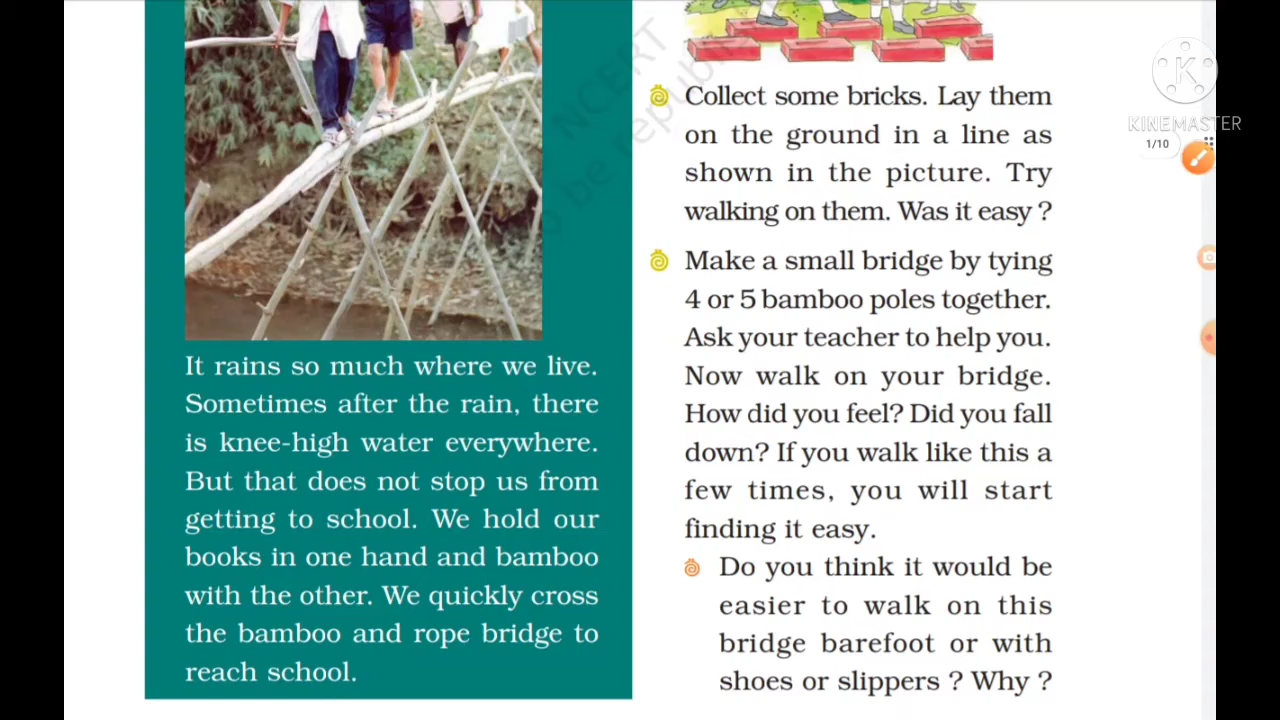 It rains so much where we live.
Sometimes after the rain, there
is knee-high water everywhere.
But that does not stop us from
getting to school. We hold our
books in one hand and bamboo
with the other. We quickly cross
the bamboo and rope bridge to
reach school.
Collect some bricks. Lay them
on the ground in a line as
shown in the picture. Try
walking on them. Was it easy ?
Make a small bridge by tying
4 or 5 bamboo poles together.
Ask your teacher to help you.
Now walk on your bridge.
How did you feel? Did you fall
down? If you walk like this a
few times, you will start
finding it easy.
Do you think it would be
easier to walk on this
bridge barefoot or with
shoes or slippers ? Why ?
NCERT
K
KINEMASTER
1/10